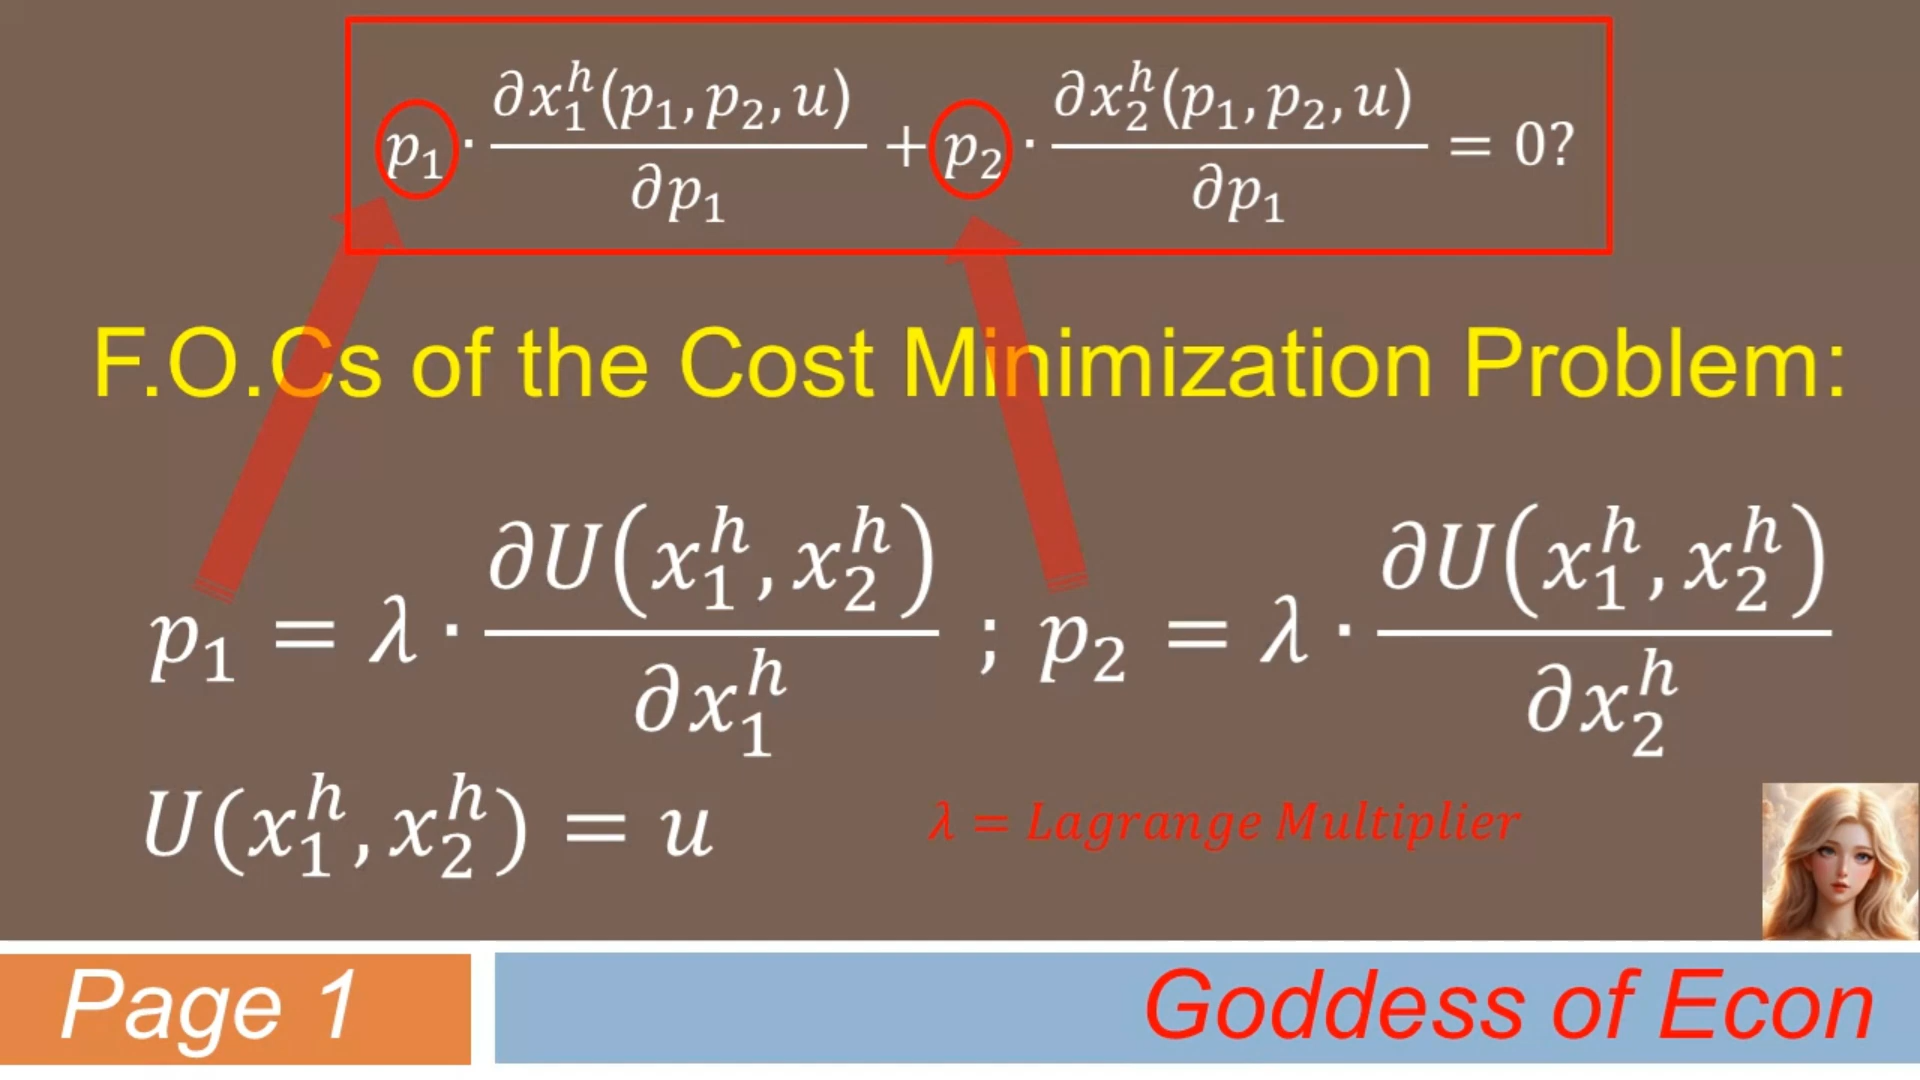 p₁ · ∂x₁ʰ(p₁, p₂, u)/∂p₁ + p₂ · ∂x₂ʰ(p₁, p₂, u)/∂p₁ = 0?
F.O.Cs of the Cost Minimization Problem:
p₁ = λ · ∂U(x₁ʰ, x₂ʰ)/∂x₁ʰ ; p₂ = λ · ∂U(x₁ʰ, x₂ʰ)/∂x₂ʰ
U(x₁ʰ, x₂ʰ) = u
λ = Lagrange Multiplier
Page 1
Goddess of Econ